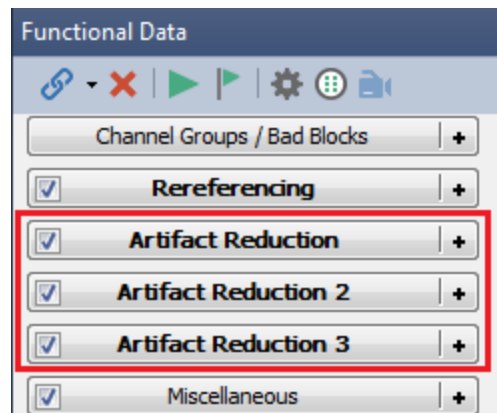 Functional Data
Channel Groups / Bad Blocks
Rereferencing
Artifact Reduction
Artifact Reduction 2
Artifact Reduction 3
Miscellaneous